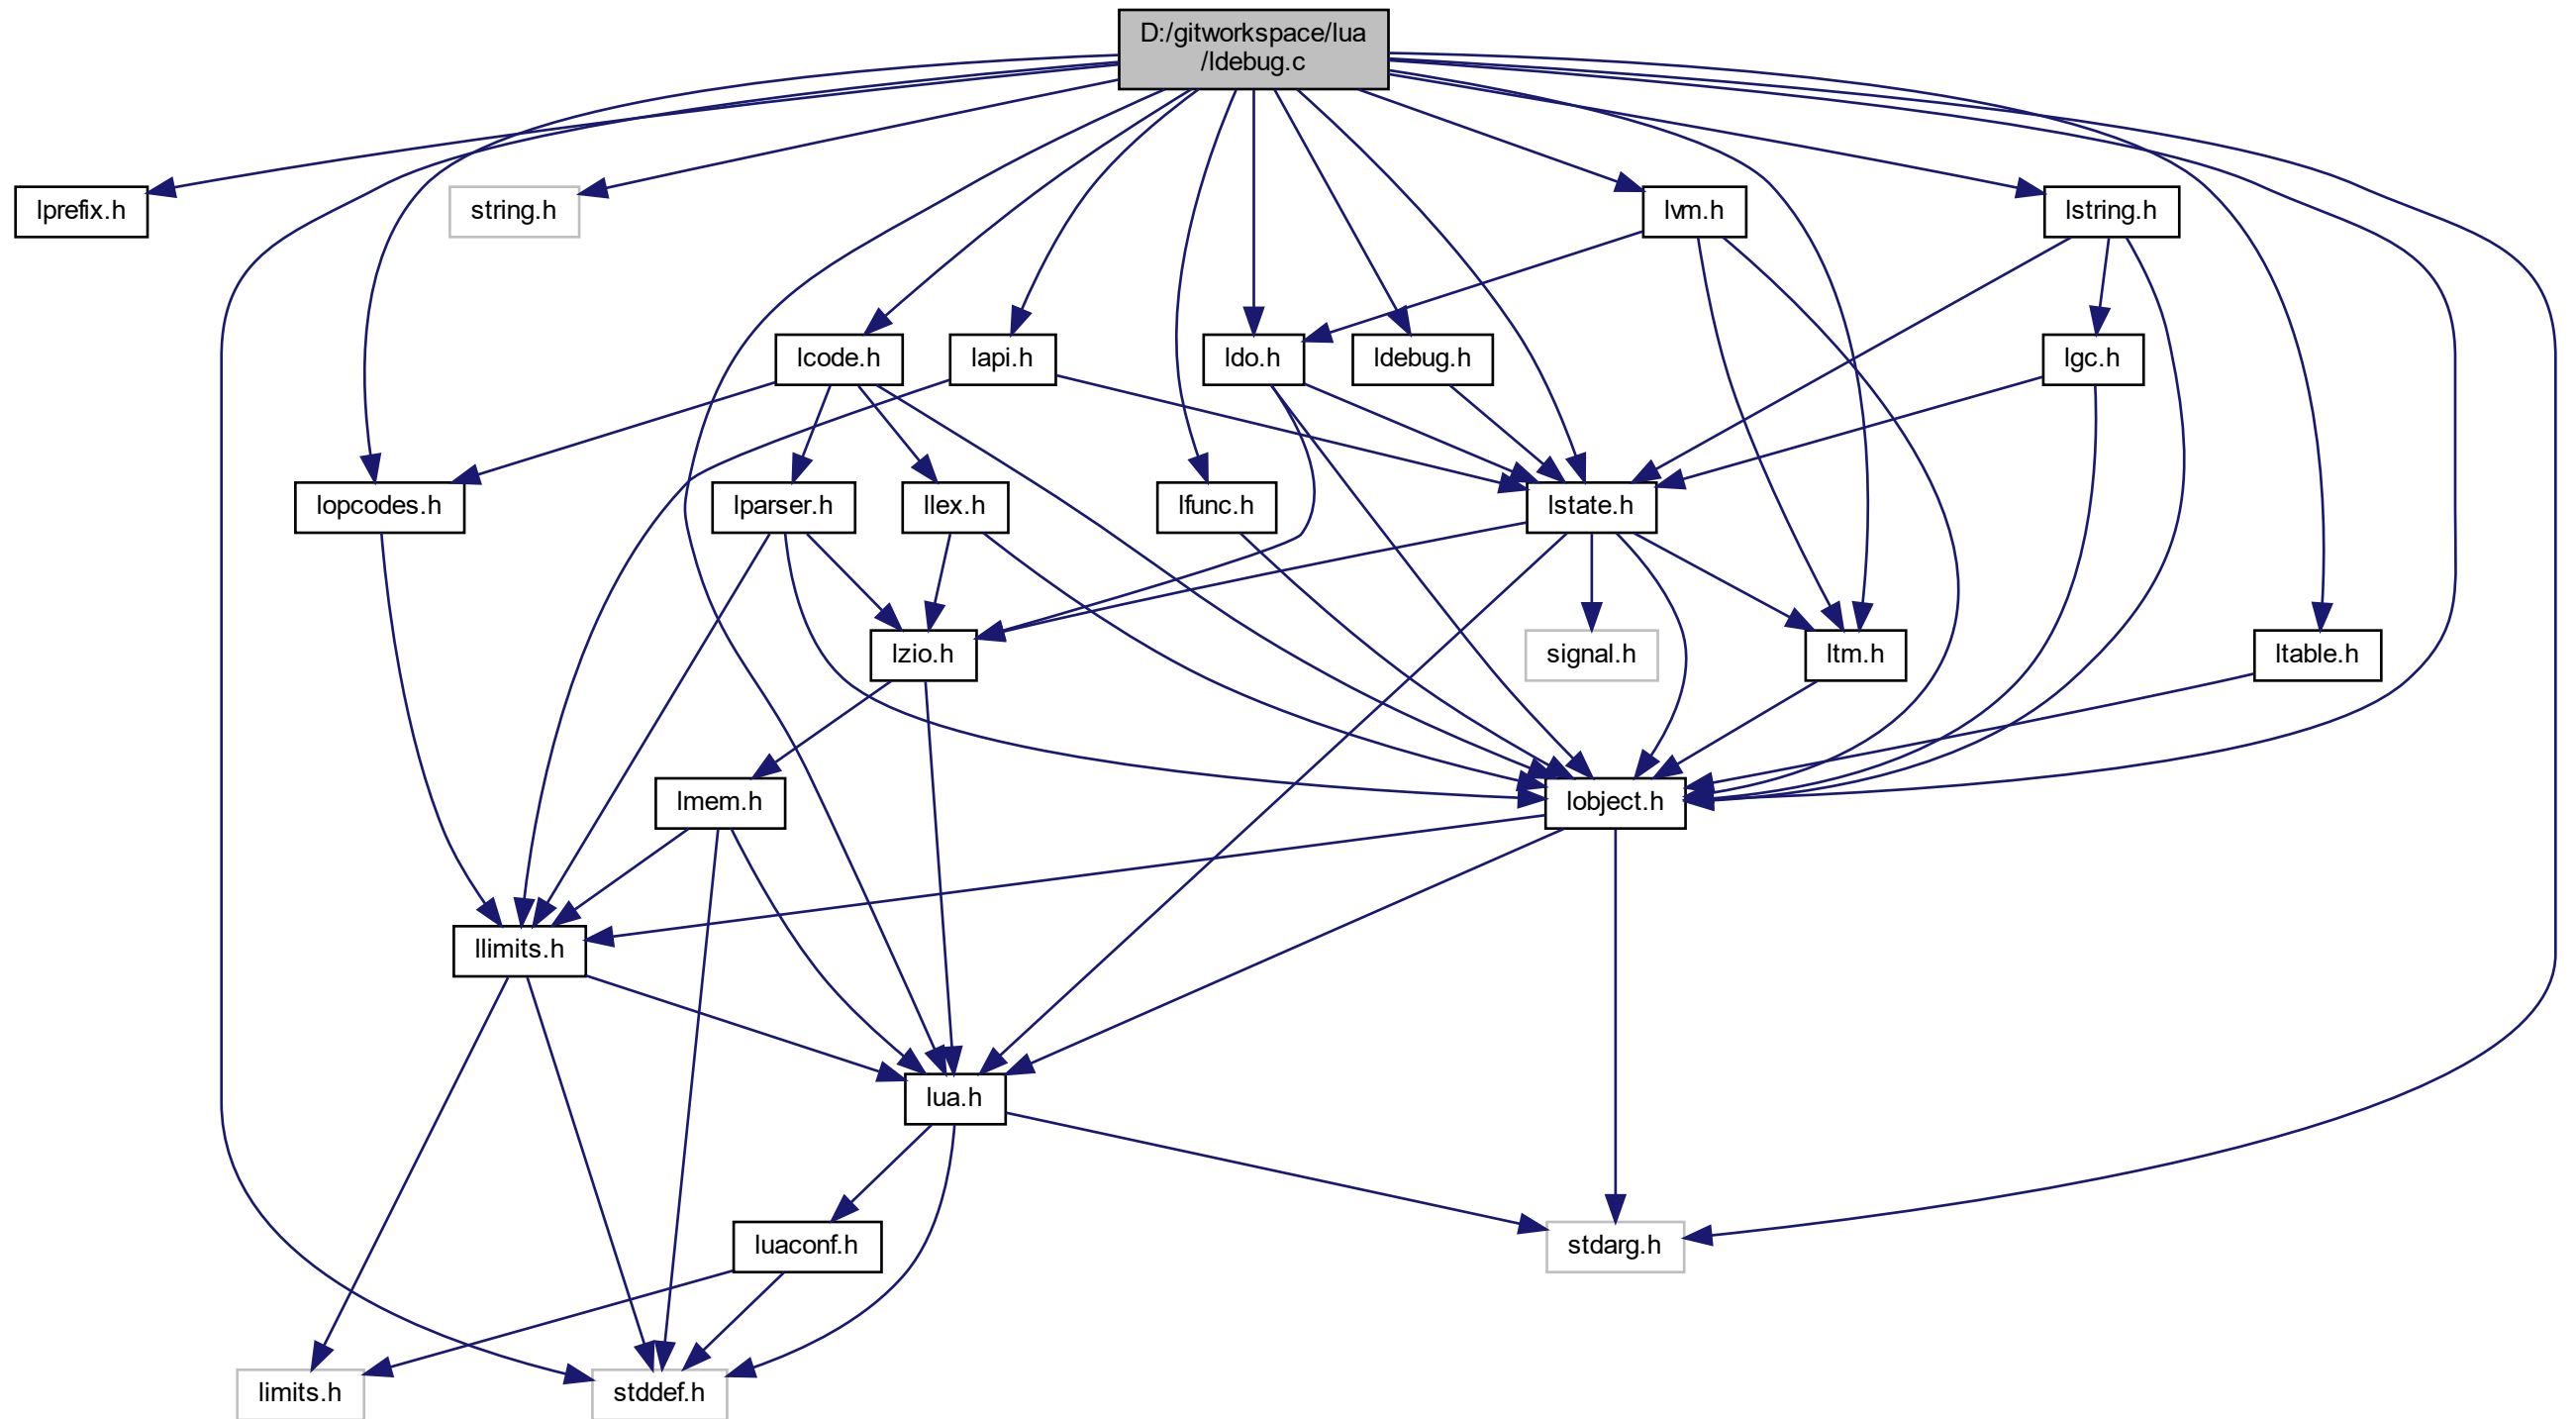 D:/gitworkspace/lua
/ldebug.c
lprefix.h
string.h
lvm.h
lstring.h
lcode.h
lapi.h
ldo.h
ldebug.h
lgc.h
lopcodes.h
lparser.h
llex.h
lfunc.h
lstate.h
lzio.h
signal.h
ltm.h
ltable.h
lmem.h
lobject.h
llimits.h
lua.h
luaconf.h
stdarg.h
limits.h
stddef.h